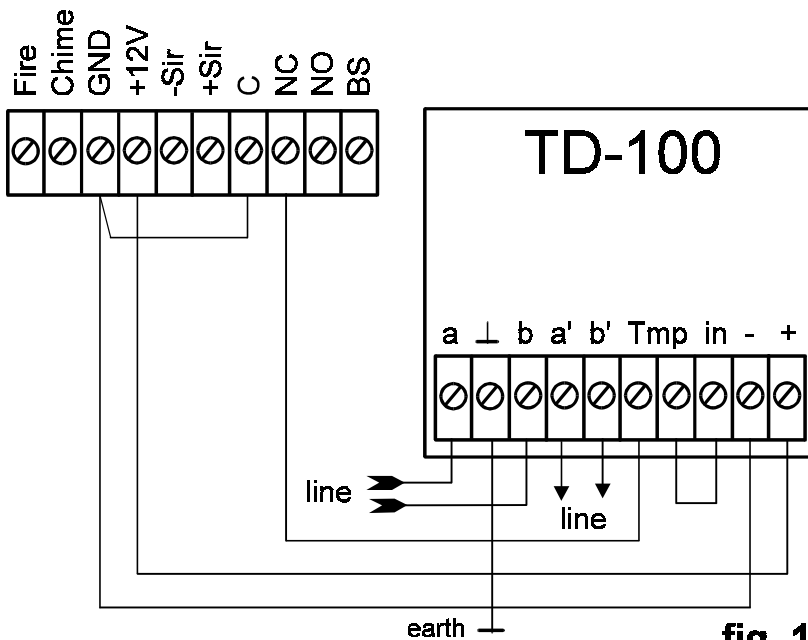 Fire
Chime
GND
+12V
-Sir
+Sir
C
NC
NO
BS
TD-100
a ⊥ b a' b' Tmp in - +
line
line
earth
fig. 1